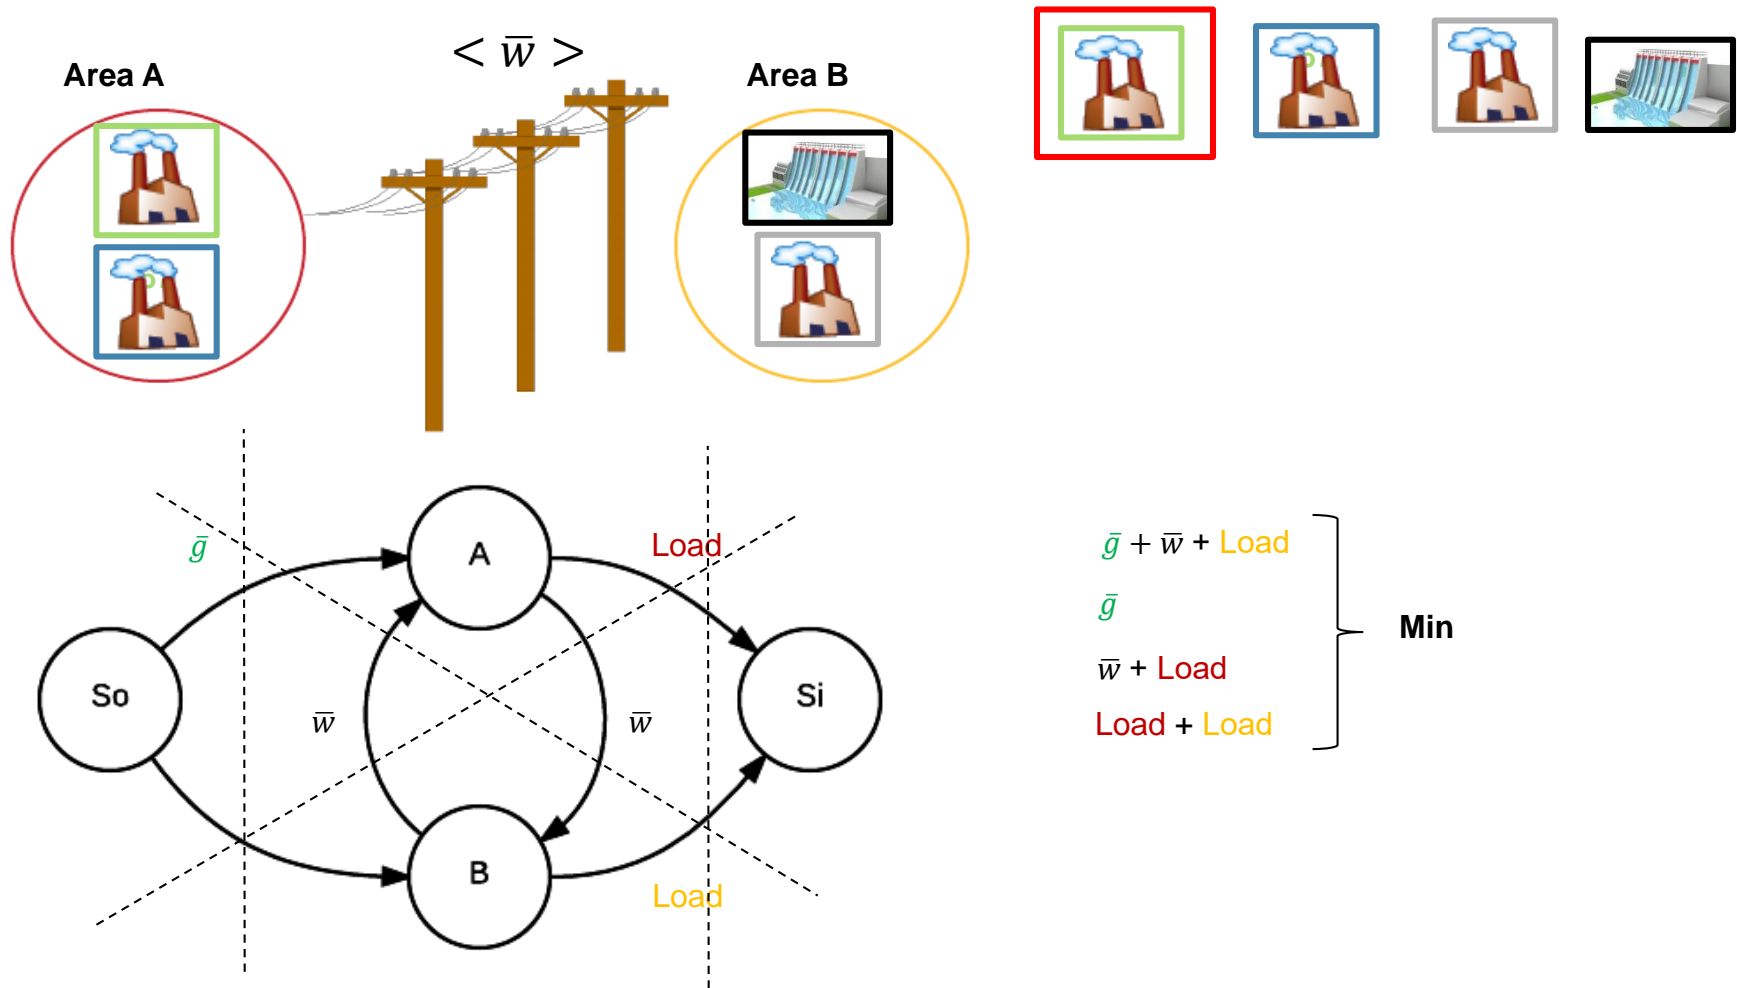 < w̅ >
Area A
Area B
g̅
Load
A
So
Si
w̅
w̅
B
Load
g̅ + w̅ + Load
g̅
w̅ + Load
Load + Load
Min